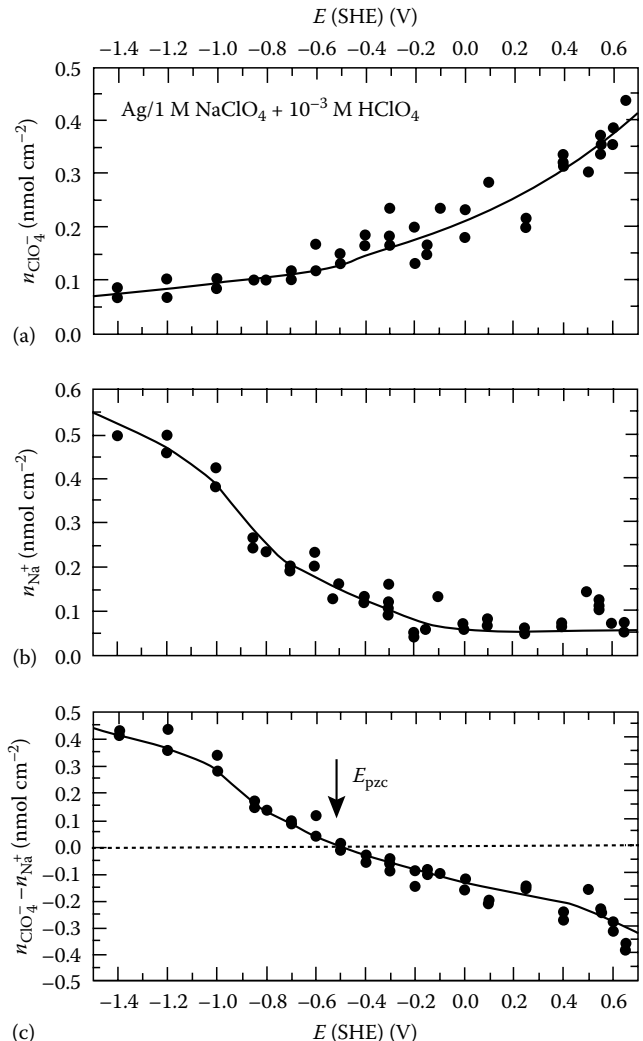 E (SHE) (V)
−1.4 −1.2 −1.0 −0.8 −0.6 −0.4 −0.2 0.0 0.2 0.4 0.6
0.5
Ag/1 M NaClO₄ + 10⁻³ M HClO₄
0.4
0.3
0.2
0.1
0.0
n ClO₄⁻ (nmol cm⁻²)
(a)
0.6
0.5
0.4
0.3
0.2
0.1
0.0
n Na⁺ (nmol cm⁻²)
(b)
0.5
0.4
0.3
0.2
0.1
0.0
−0.1
−0.2
−0.3
−0.4
−0.5
n ClO₄⁻ − n Na⁺ (nmol cm⁻²)
E pzc
−1.4 −1.2 −1.0 −0.8 −0.6 −0.4 −0.2 0.0 0.2 0.4 0.6
(c)
E (SHE) (V)